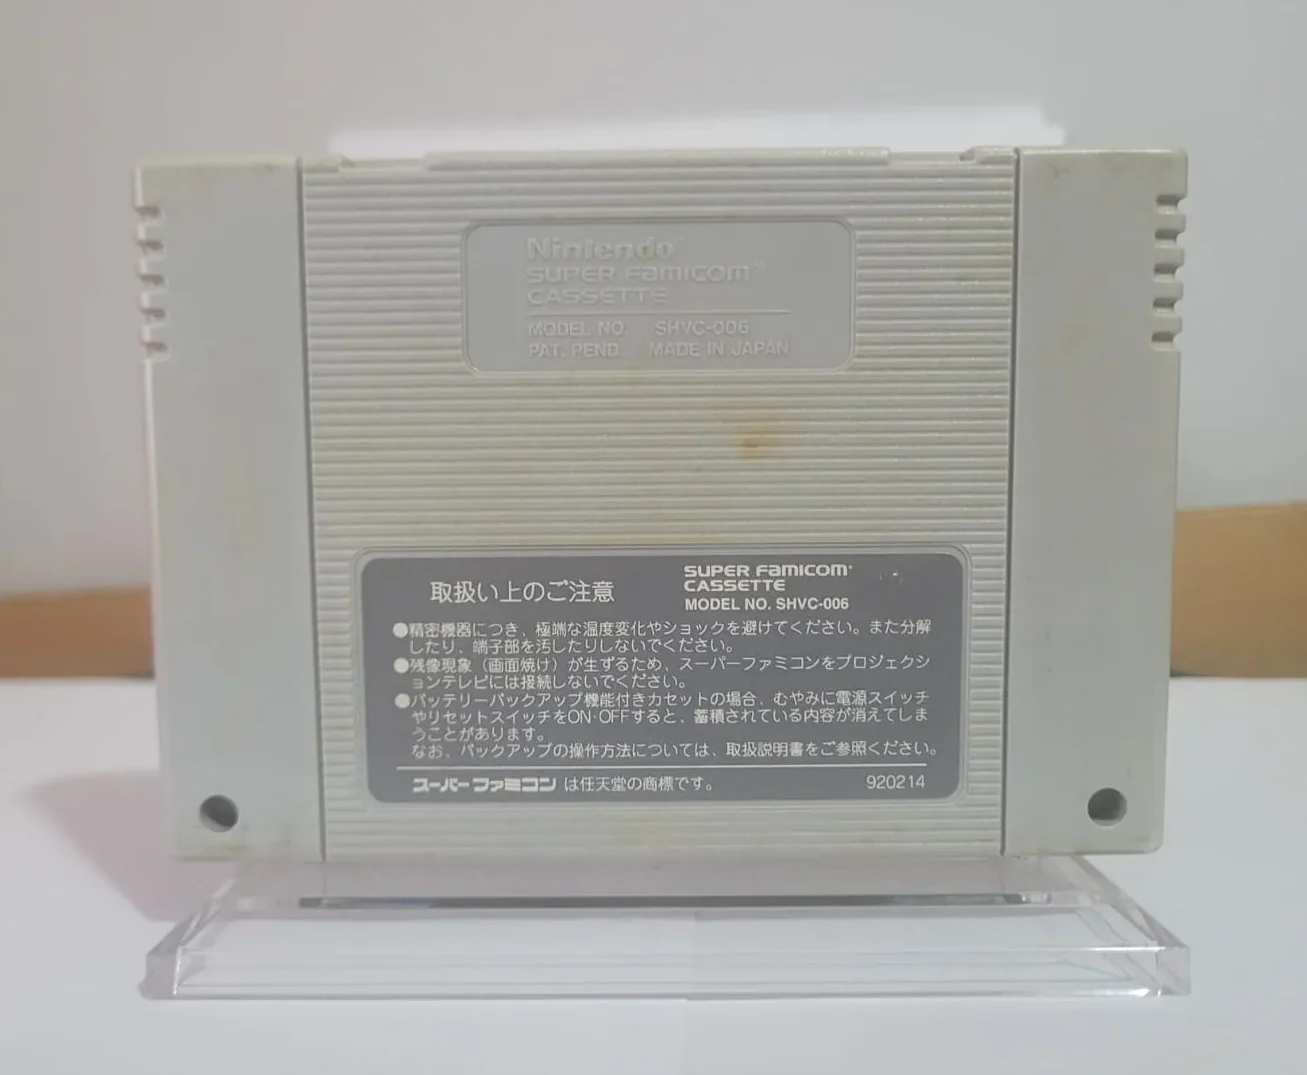 Nintendo
SUPER FAMICOM™
CASSETTE
MODEL NO. SHVC-006
PAT. PEND. MADE IN JAPAN
取扱い上のご注意
SUPER FAMICOM
CASSETTE
MODEL NO. SHVC-006
●精密機器につき、極端な温度変化やショックを避けてください。また分解
したり、端子部を汚したりしないでください。
●残像現象（画面焼け）が生ずるため、スーパーファミコンをプロジェクシ
ョンテレビには接続しないでください。
●バッテリーバックアップ機能付きカセットの場合、むやみに電源スイッチ
やリセットスイッチをON·OFFすると、蓄積されている内容が消えてしま
うことがあります。
なお、バックアップの操作方法については、取扱説明書をご参照ください。
スーパーファミコン は任天堂の商標です。
920214